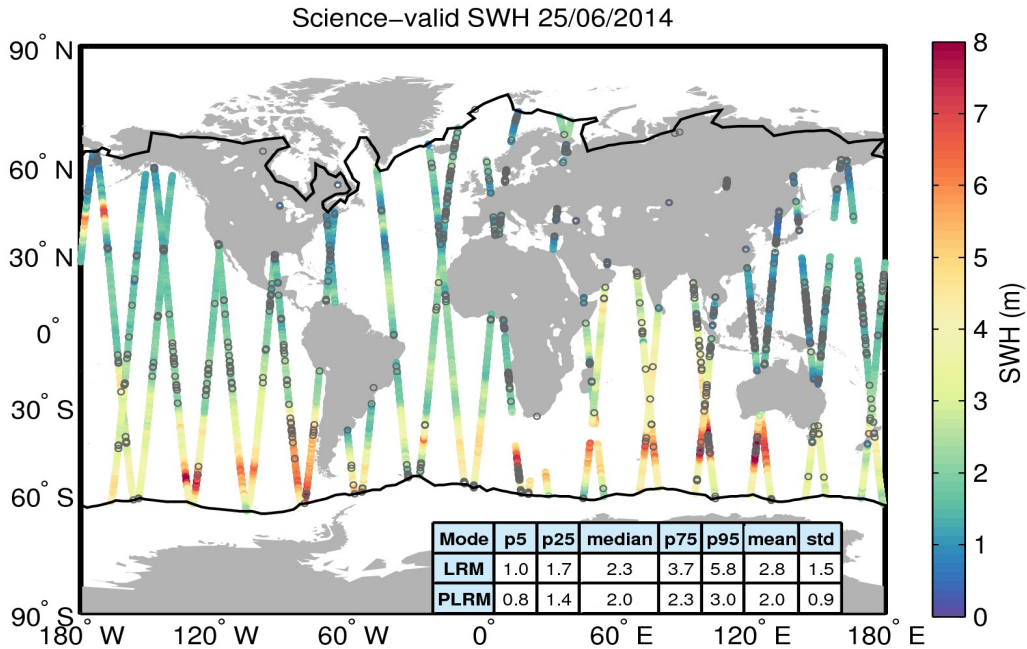 Science−valid SWH 25/06/2014
90° N
60° N
30° N
0°
30° S
60° S
90° S
180° W
120° W
60° W
0°
60° E
120° E
180° E
Mode p5 p25 median p75 p95 mean std
LRM 1.0 1.7 2.3 3.7 5.8 2.8 1.5
PLRM 0.8 1.4 2.0 2.3 3.0 2.0 0.9
8
7
6
5
4
3
2
1
0
SWH (m)